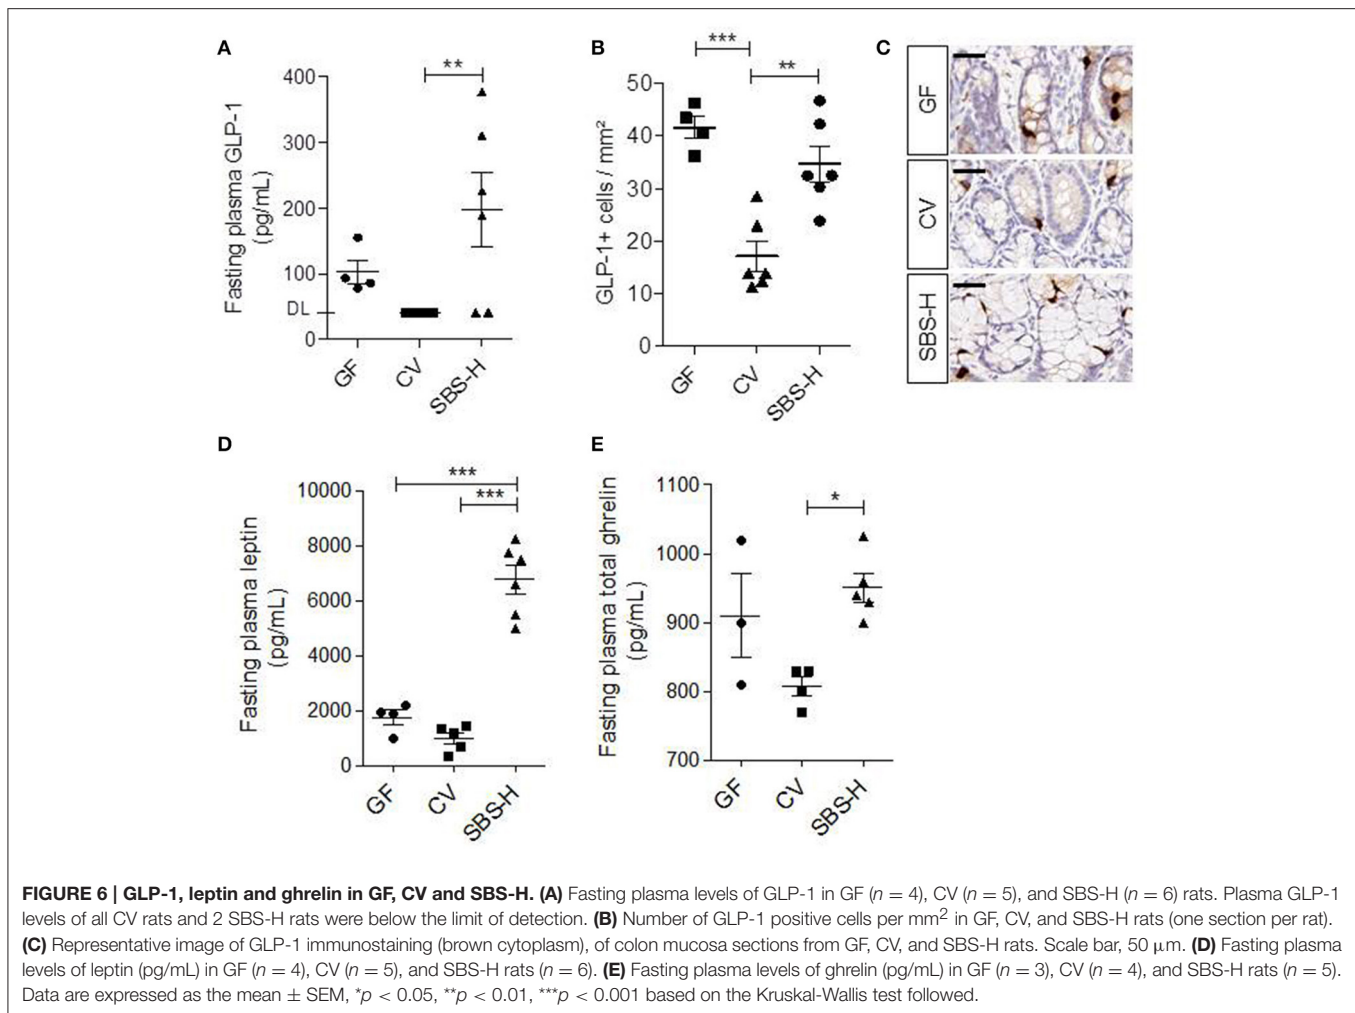 A
**
Fasting plasma GLP-1
(pg/mL)
400
300
200
100
DL
0
GF
CV
SBS-H
B
***
**
GLP-1+ cells / mm²
50
40
30
20
10
0
GF
CV
SBS-H
C
GF
CV
SBS-H
D
***
***
Fasting plasma leptin
(pg/mL)
10000
8000
6000
4000
2000
0
GF
CV
SBS-H
E
*
Fasting plasma total ghrelin
(pg/mL)
1100
1000
900
800
700
GF
CV
SBS-H
FIGURE 6 | GLP-1, leptin and ghrelin in GF, CV and SBS-H. (A) Fasting plasma levels of GLP-1 in GF (n = 4), CV (n = 5), and SBS-H (n = 6) rats. Plasma GLP-1
levels of all CV rats and 2 SBS-H rats were below the limit of detection. (B) Number of GLP-1 positive cells per mm² in GF, CV, and SBS-H rats (one section per rat).
(C) Representative image of GLP-1 immunostaining (brown cytoplasm), of colon mucosa sections from GF, CV, and SBS-H rats. Scale bar, 50 μm. (D) Fasting plasma
levels of leptin (pg/mL) in GF (n = 4), CV (n = 5), and SBS-H rats (n = 6). (E) Fasting plasma levels of ghrelin (pg/mL) in GF (n = 3), CV (n = 4), and SBS-H rats (n = 5).
Data are expressed as the mean ± SEM, *p < 0.05, **p < 0.01, ***p < 0.001 based on the Kruskal-Wallis test followed.